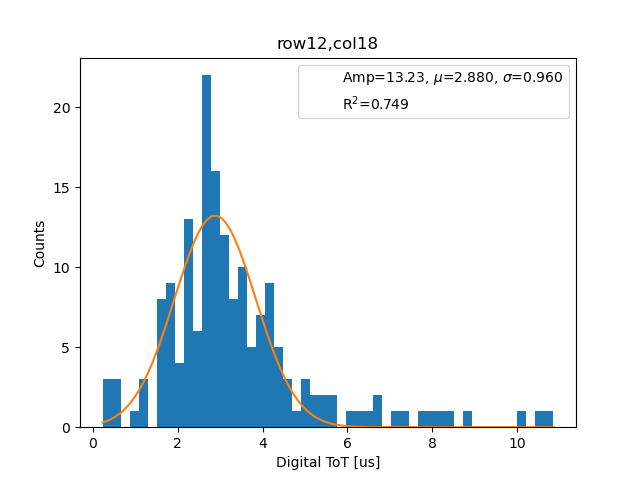 row12,col18
Amp=13.23, μ=2.880, σ=0.960
R²=0.749
20
15
10
5
0
Counts
0 2 4 6 8 10
Digital ToT [us]